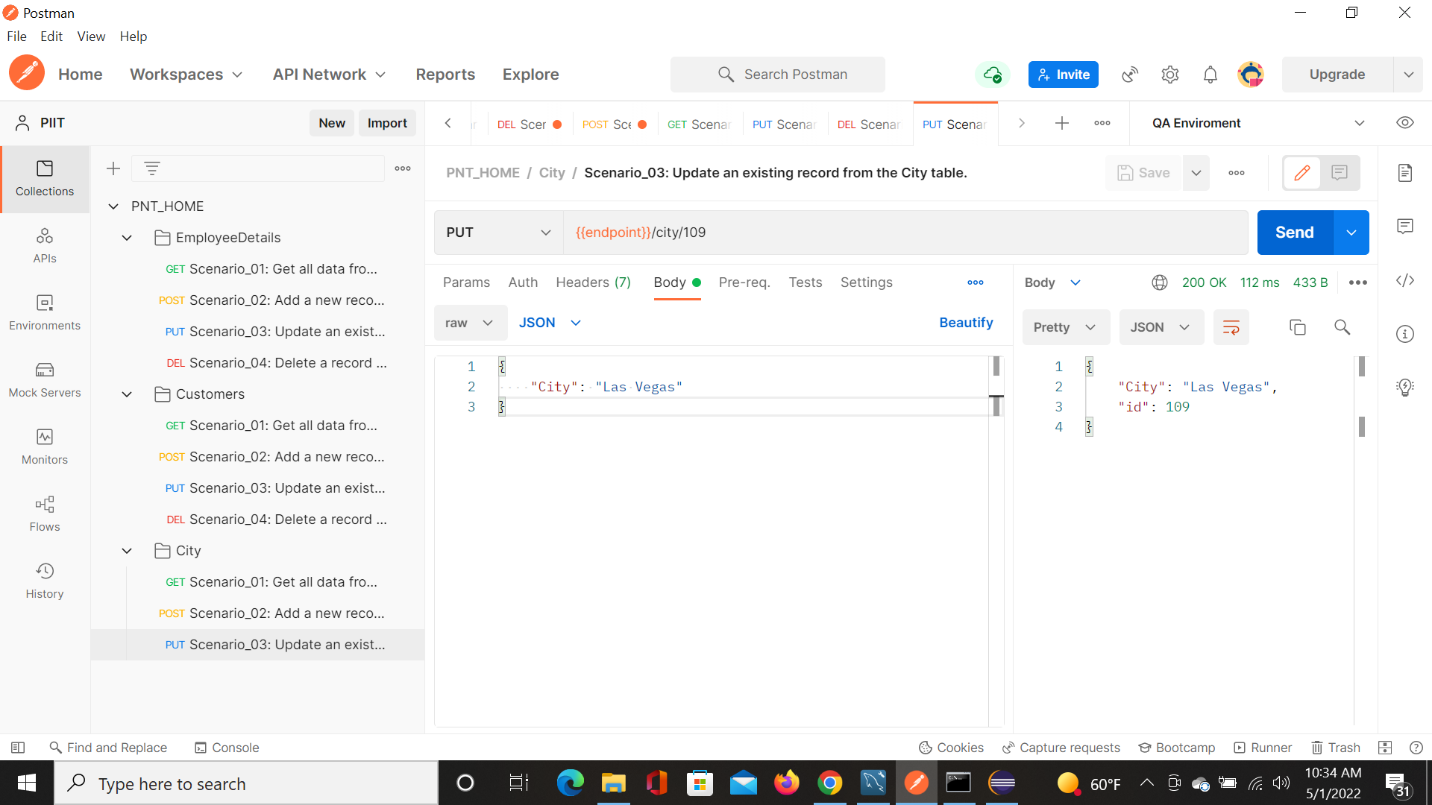 Postman
File Edit View Help
Home Workspaces API Network Reports Explore Search Postman Invite Upgrade
PIIT New Import DEL Scer POST Sce GET Scenar PUT Scenar DEL Scenar PUT Scenar QA Enviroment
Collections
APIs
Environments
Mock Servers
Monitors
Flows
History
PNT_HOME
EmployeeDetails
GET Scenario_01: Get all data fro...
POST Scenario_02: Add a new reco...
PUT Scenario_03: Update an exist...
DEL Scenario_04: Delete a record ...
Customers
GET Scenario_01: Get all data fro...
POST Scenario_02: Add a new reco...
PUT Scenario_03: Update an exist...
DEL Scenario_04: Delete a record ...
City
GET Scenario_01: Get all data fro...
POST Scenario_02: Add a new reco...
PUT Scenario_03: Update an exist...
PNT_HOME / City / Scenario_03: Update an existing record from the City table. Save
PUT {{endpoint}}/city/109 Send
Params Auth Headers (7) Body Pre-req. Tests Settings
raw JSON Beautify
1 {
2 "City": "Las Vegas"
3 }
Body 200 OK 112 ms 433 B
Pretty JSON
1 {
2 "City": "Las Vegas",
3 "id": 109
4 }
Find and Replace Console Cookies Capture requests Bootcamp Runner Trash
Type here to search 60°F 10:34 AM
5/1/2022
31